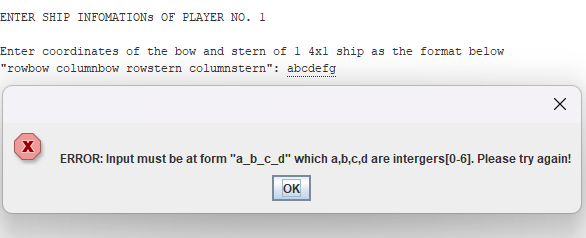 ENTER SHIP INFOMATIONs OF PLAYER NO. 1
Enter coordinates of the bow and stern of 1 4x1 ship as the format below
"rowbow columnbow rowstern columnstern": abcdefg
X
ERROR: Input must be at form "a_b_c_d" which a,b,c,d are intergers[0-6]. Please try again!
OK